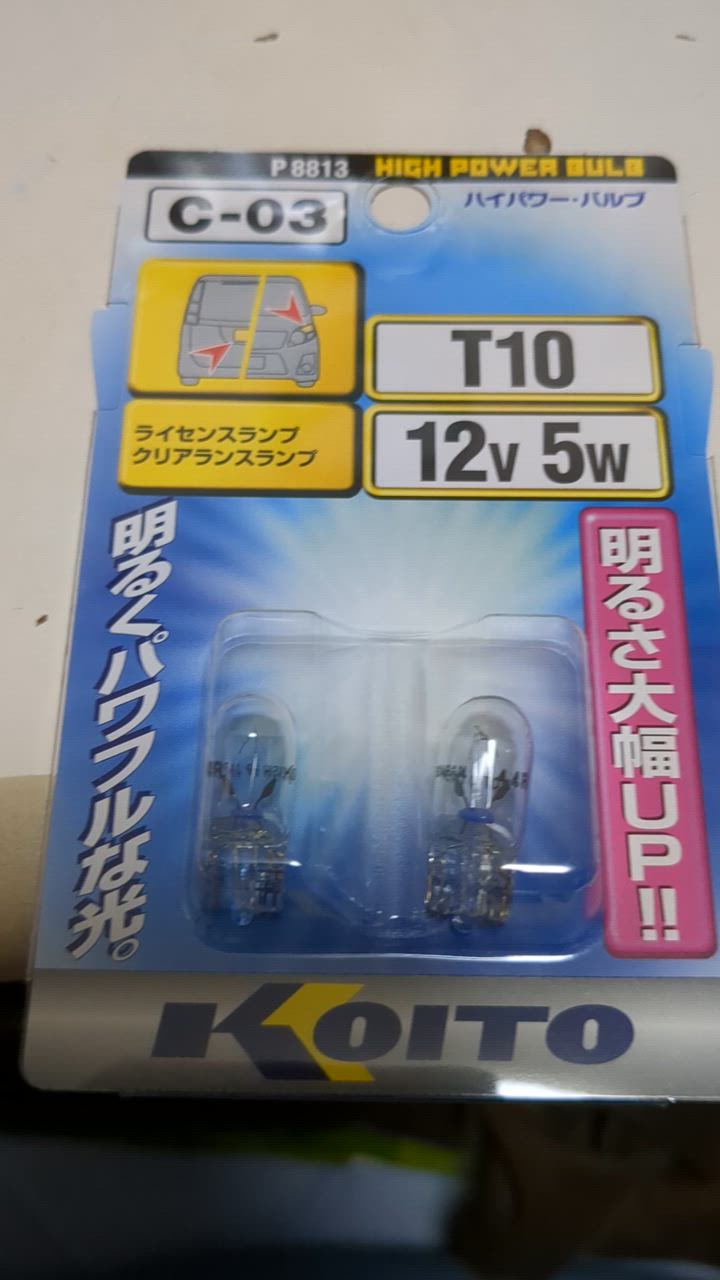 P8813 HIGH POWER BULB
C-03
ハイパワー・バルブ
T10
ライセンスランプ
クリアランスランプ
12V 5W
明るくパワフルな光。
明るさ大幅UP!!
KOITO